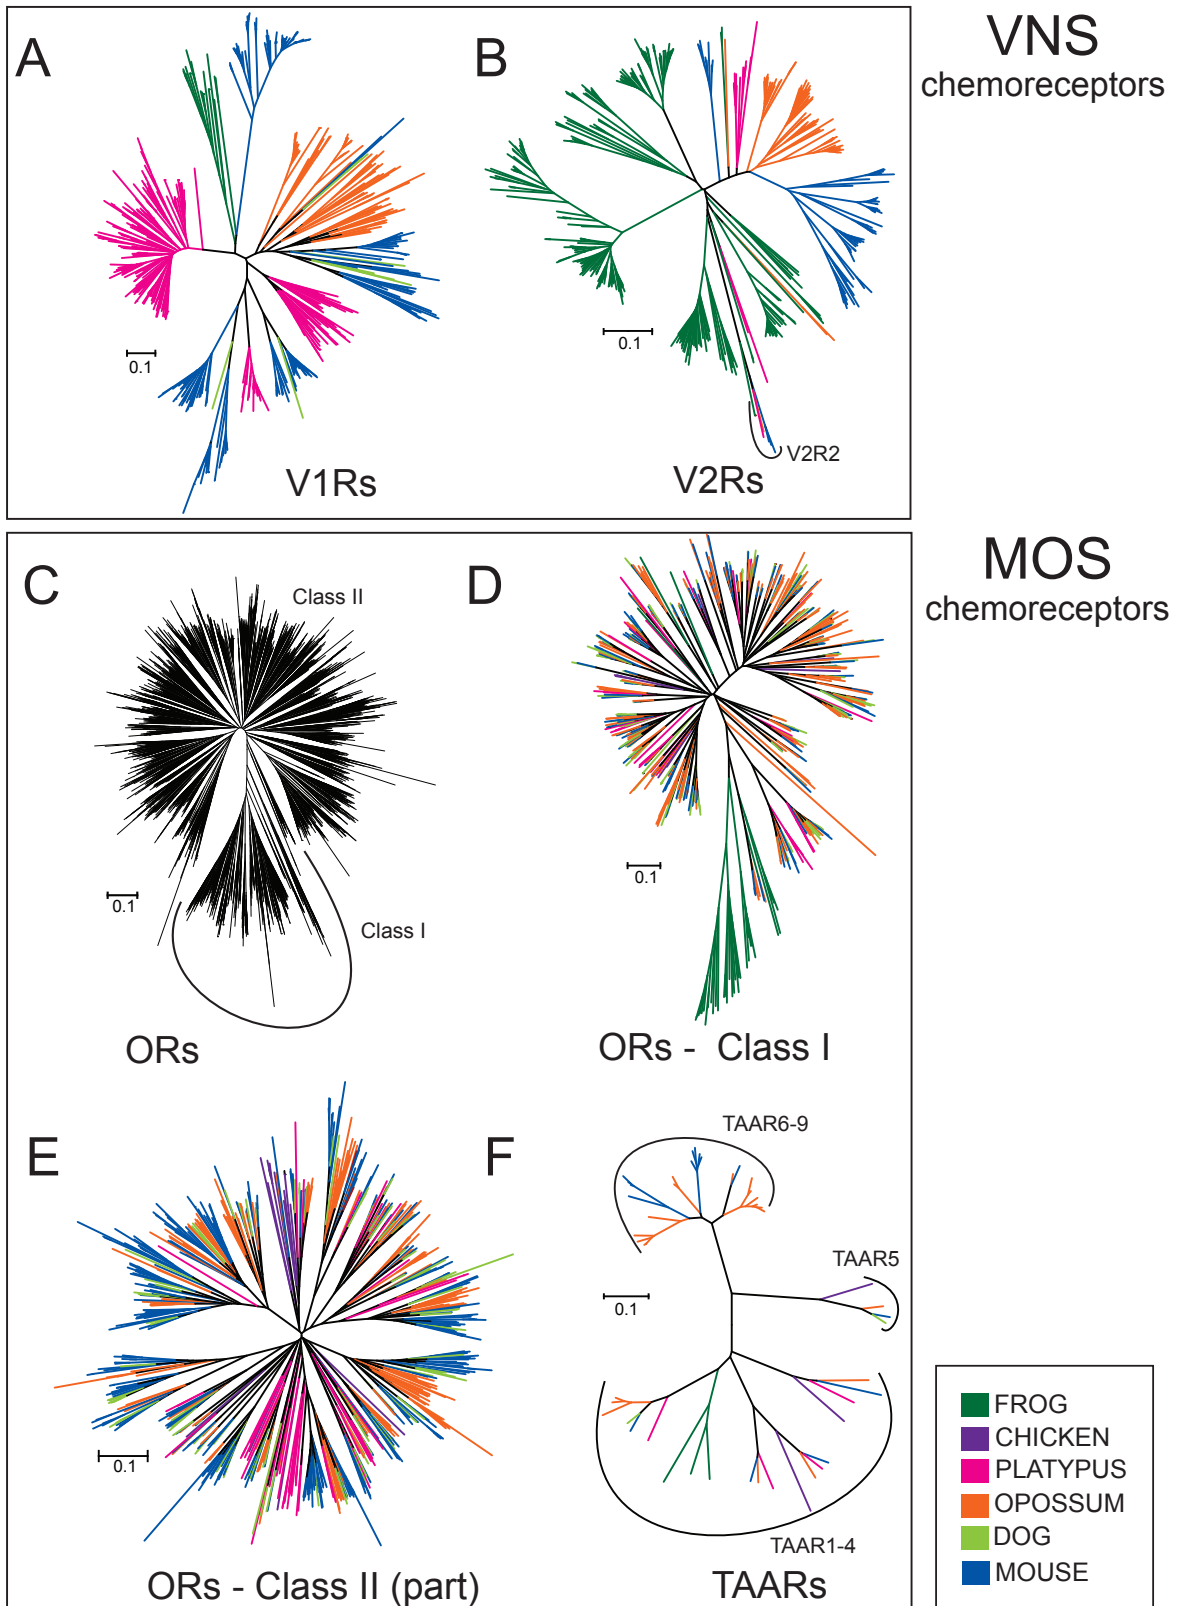 VNS
chemoreceptors
A
B
0.1
0.1
V2R2
V1Rs
V2Rs
MOS
chemoreceptors
C
D
Class II
0.1
0.1
Class I
ORs
ORs - Class I
E
F
TAAR6-9
TAAR5
0.1
0.1
TAAR1-4
ORs - Class II (part)
TAARs
FROG
CHICKEN
PLATYPUS
OPOSSUM
DOG
MOUSE